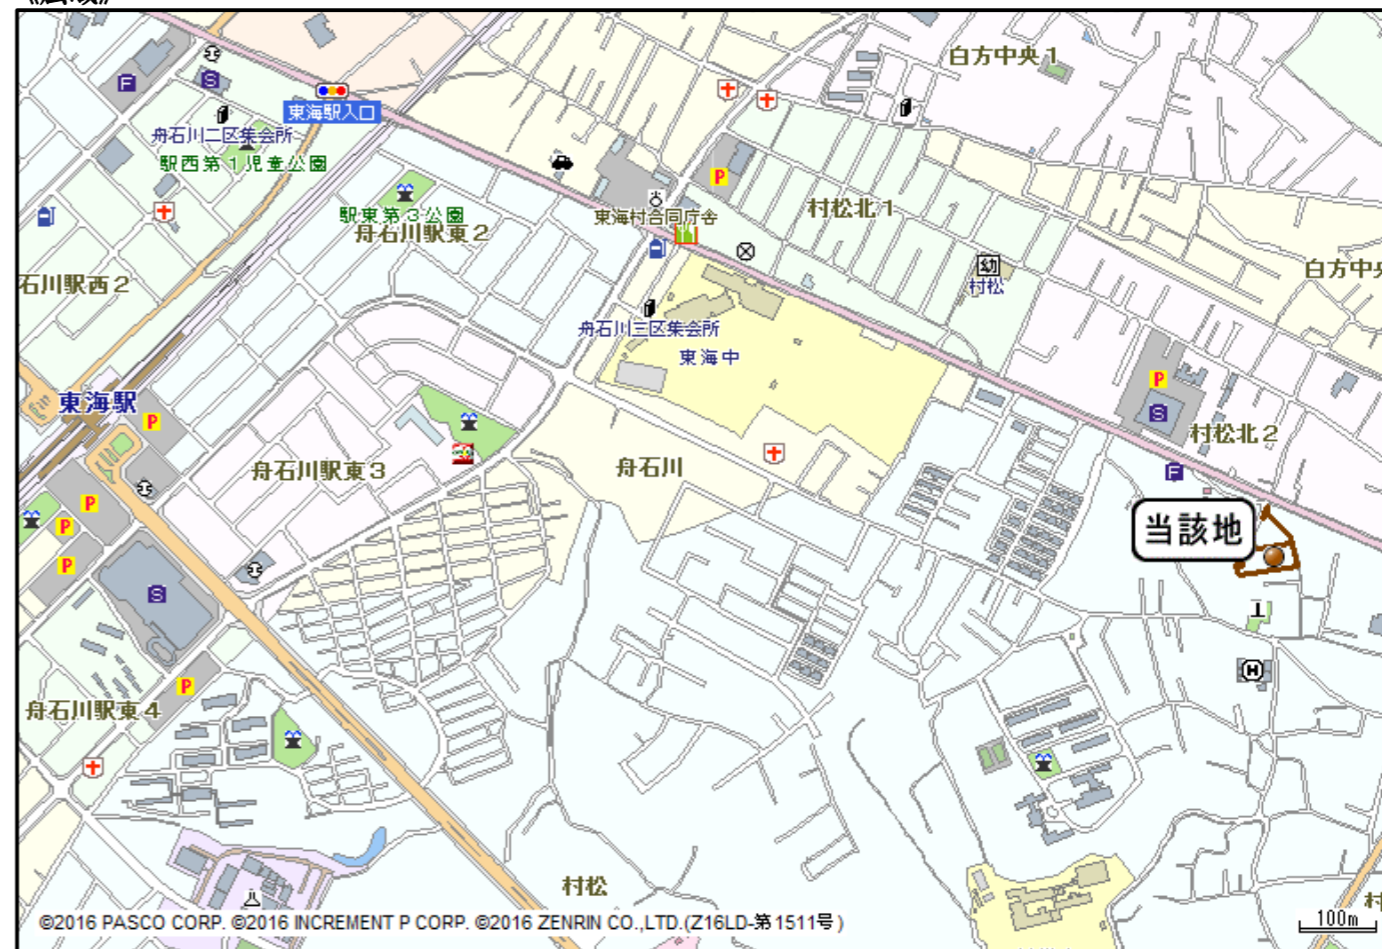 白方中央1
F
S
東海駅入口
舟石川二区集会所
駅西第1児童公園
P
駅東第3公園
舟石川駅東2
東海村合同庁舎
村松北1
幼
村松
白方中央
石川駅西2
舟石川三区集会所
東海中
東海駅
P
P
S
村松北2
舟石川駅東3
舟石川
F
当該地
P
P
P
S
H
P
舟石川駅東4
村松
村
©2016 PASCO CORP. ©2016 INCREMENT P CORP. ©2016 ZENRIN CO.,LTD.(Z16LD-第1511号)
100m